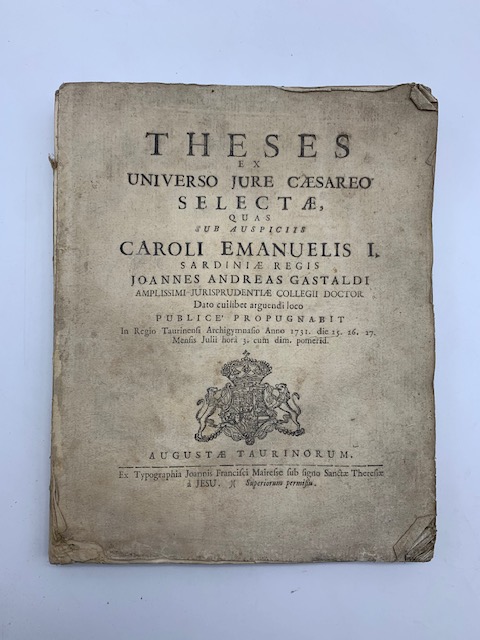 THESES
EX
UNIVERSO JURE CÆSAREO
SELECTÆ,
QUAS
SUB AUSPICIIS
CAROLI EMANUELIS I.
SARDINIÆ REGIS
JOANNES ANDREAS GASTALDI
AMPLISSIMI JURISPRUDENTIÆ COLLEGII DOCTOR
Dato cuilibet arguendi loco
PUBLICE' PROPUGNABIT
In Regio Taurinensi Archigymnasio Anno 1731. die 25. 26. 27.
Mensis Julii hora 3. cum dim. pomerid.
AUGUSTÆ TAURINORUM.
Ex Typographia Joannis Francisci Mairesse sub signo Sanctæ Theresiæ
à JESU. )( Superiorum permissu.